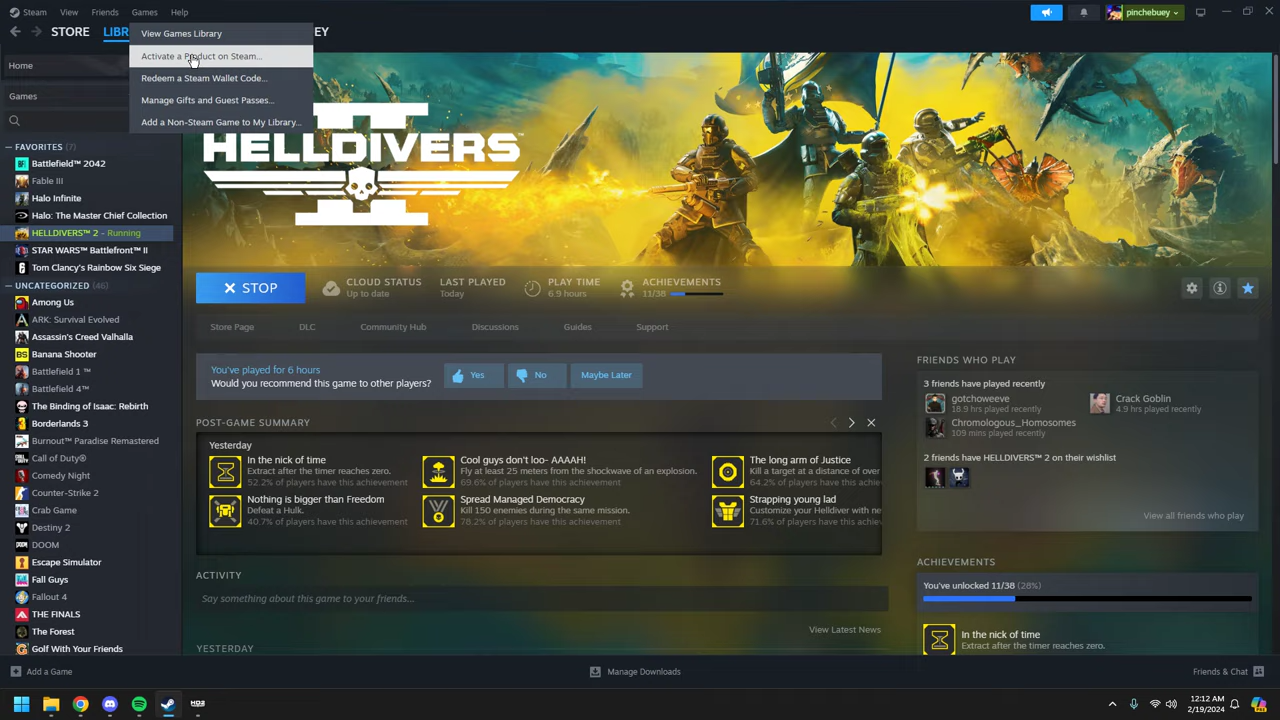 Steam View Friends Games Help
pinchebuey
STORE LIBR EY
View Games Library
Activate a Product on Steam...
Redeem a Steam Wallet Code...
Manage Gifts and Guest Passes...
Add a Non-Steam Game to My Library...
Home
Games
FAVORITES (7)
Battlefield™ 2042
Fable III
Halo Infinite
Halo: The Master Chief Collection
HELLDIVERS™ 2 - Running
STAR WARS™ Battlefront™ II
Tom Clancy's Rainbow Six Siege
UNCATEGORIZED (46)
Among Us
ARK: Survival Evolved
Assassin's Creed Valhalla
BS Banana Shooter
Battlefield 1 ™
Battlefield 4™
The Binding of Isaac: Rebirth
Borderlands 3
Burnout™ Paradise Remastered
Call of Duty®
Comedy Night
Counter-Strike 2
Crab Game
Destiny 2
DOOM
Escape Simulator
Fall Guys
Fallout 4
THE FINALS
The Forest
Golf With Your Friends
II
HELLDIVERS™
STOP
CLOUD STATUS
Up to date
LAST PLAYED
Today
PLAY TIME
6.9 hours
ACHIEVEMENTS
11/38
Store Page DLC Community Hub Discussions Guides Support
You've played for 6 hours
Would you recommend this game to other players?
Yes No Maybe Later
POST-GAME SUMMARY
Yesterday
In the nick of time
Extract after the timer reaches zero.
52.2% of players have this achievement
Cool guys don't loo- AAAAH!
Fly at least 25 meters from the shockwave of an explosion.
69.6% of players have this achievement
The long arm of Justice
Kill a target at a distance of over
64.2% of players have this achiev
Nothing is bigger than Freedom
Defeat a Hulk.
40.7% of players have this achievement
Spread Managed Democracy
Kill 150 enemies during the same mission.
78.2% of players have this achievement
Strapping young lad
Customize your Helldiver with ne
71.6% of players have this achiev
ACTIVITY
Say something about this game to your friends...
View Latest News
YESTERDAY
FRIENDS WHO PLAY
3 friends have played recently
gotchoweeve
18.9 hrs played recently
Crack Goblin
4.9 hrs played recently
Chromologous_Homosomes
109 mins played recently
2 friends have HELLDIVERS™ 2 on their wishlist
View all friends who play
ACHIEVEMENTS
You've unlocked 11/38 (28%)
In the nick of time
Extract after the timer reaches zero.
Add a Game
Manage Downloads
Friends & Chat
HD2
12:12 AM
2/19/2024